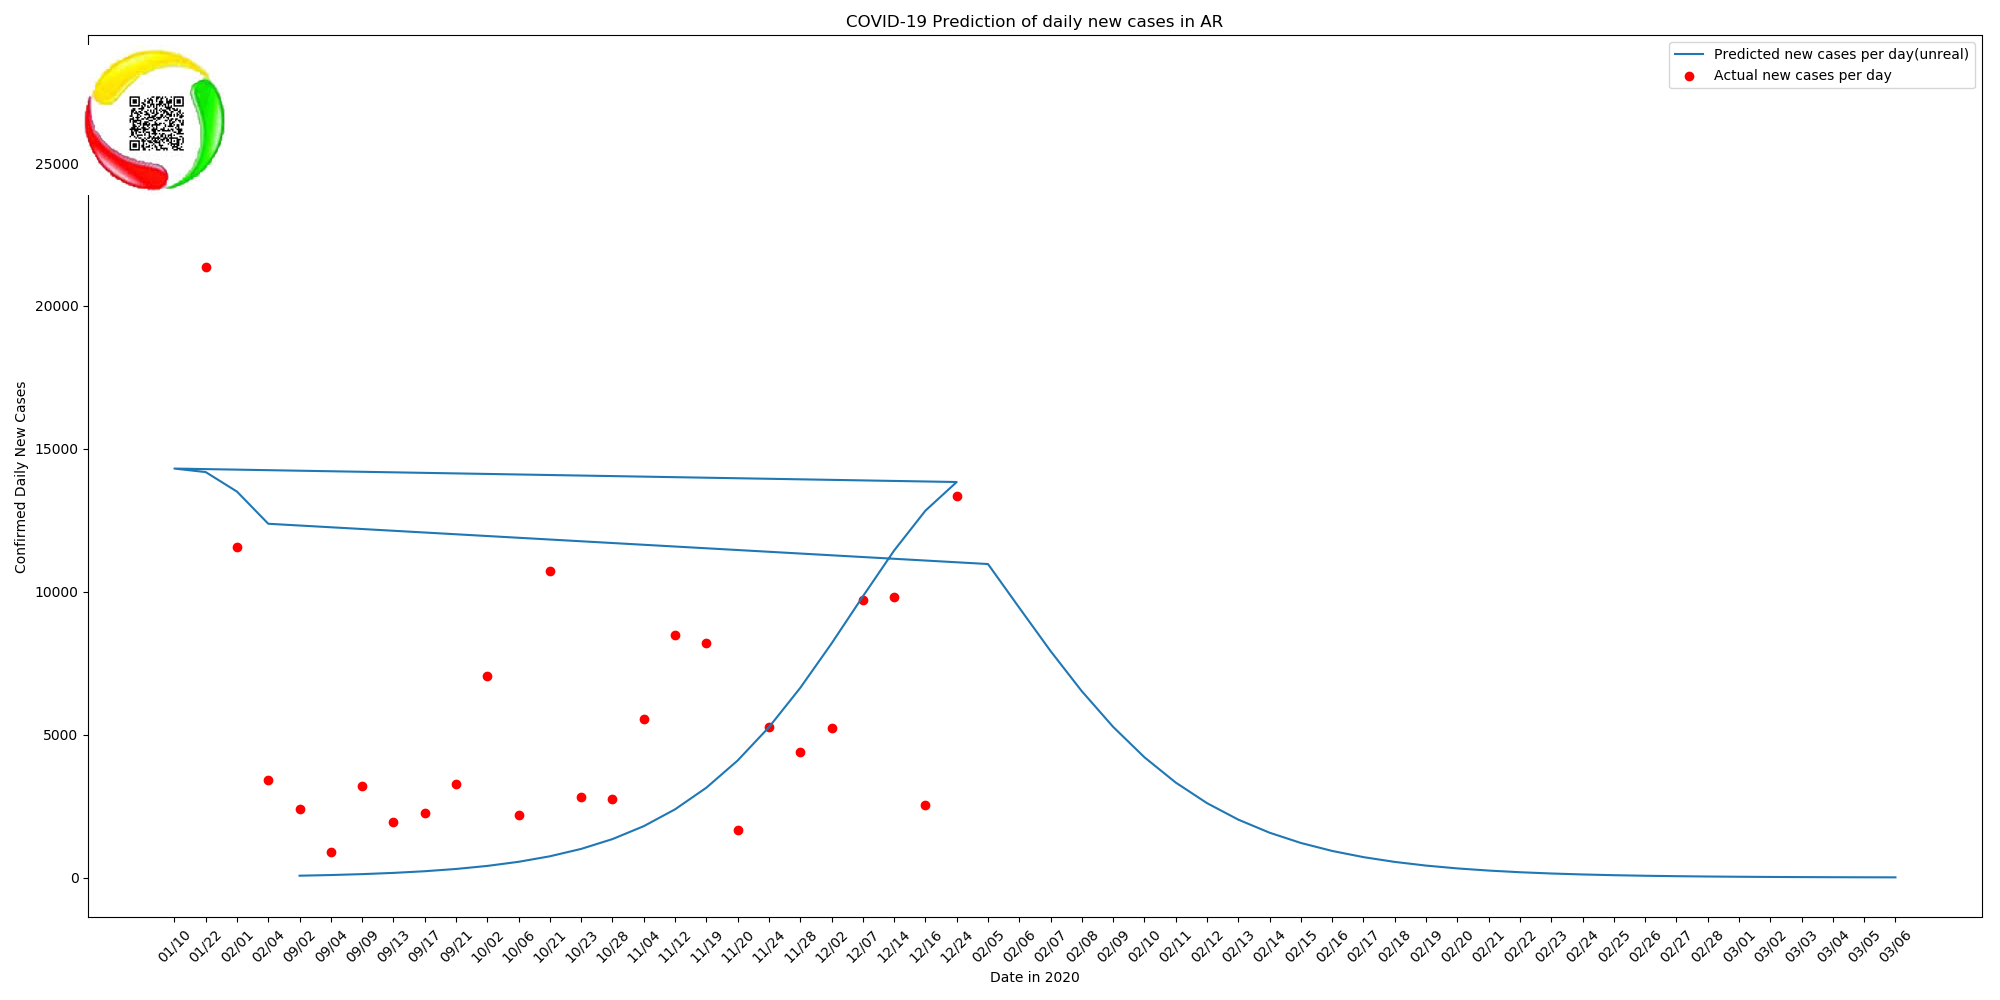 COVID-19 Prediction of daily new cases in AR
Predicted new cases per day(unreal)
Actual new cases per day
25000
20000
15000
10000
5000
0
Confirmed Daily New Cases
01/10 01/22 02/01 02/04 09/02 09/04 09/09 09/13 09/17 09/21 10/02 10/06 10/21 10/23 10/28 11/04 11/12 11/19 11/20 11/24 11/28 12/02 12/07 12/14 12/16 12/24 02/05 02/06 02/07 02/08 02/09 02/10 02/11 02/12 02/13 02/14 02/15 02/16 02/17 02/18 02/19 02/20 02/21 02/22 02/23 02/24 02/25 02/26 02/27 02/28 03/01 03/02 03/03 03/04 03/05 03/06
Date in 2020